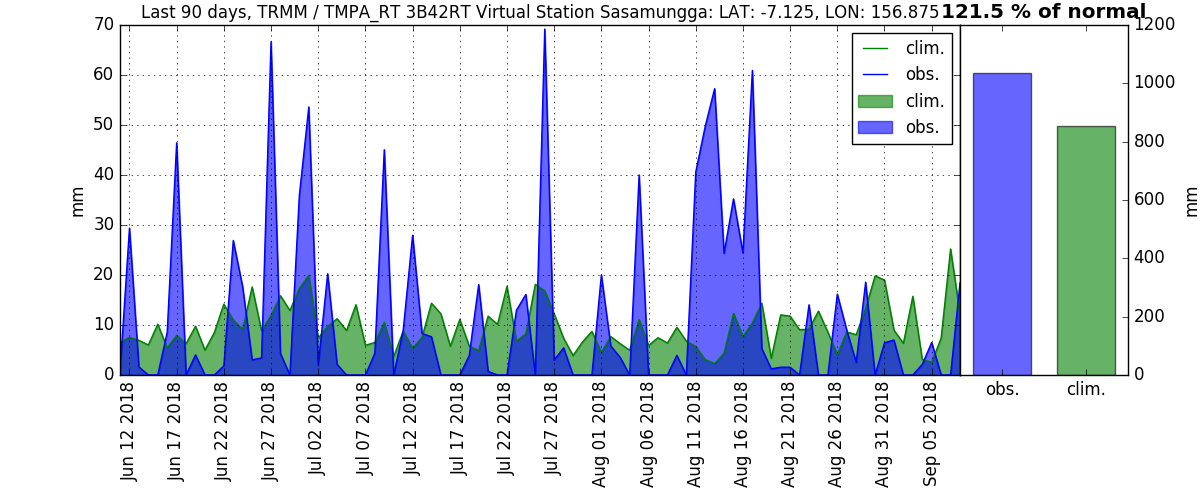 Last 90 days, TRMM / TMPA_RT 3B42RT Virtual Station Sasamungga: LAT: -7.125, LON: 156.875 121.5 % of normal
70
60
50
40
30
20
10
0
mm
clim.
obs.
clim.
obs.
Jun 12 2018
Jun 17 2018
Jun 22 2018
Jun 27 2018
Jul 02 2018
Jul 07 2018
Jul 12 2018
Jul 17 2018
Jul 22 2018
Jul 27 2018
Aug 01 2018
Aug 06 2018
Aug 11 2018
Aug 16 2018
Aug 21 2018
Aug 26 2018
Aug 31 2018
Sep 05 2018
1200
1000
800
600
400
200
0
mm
obs.
clim.